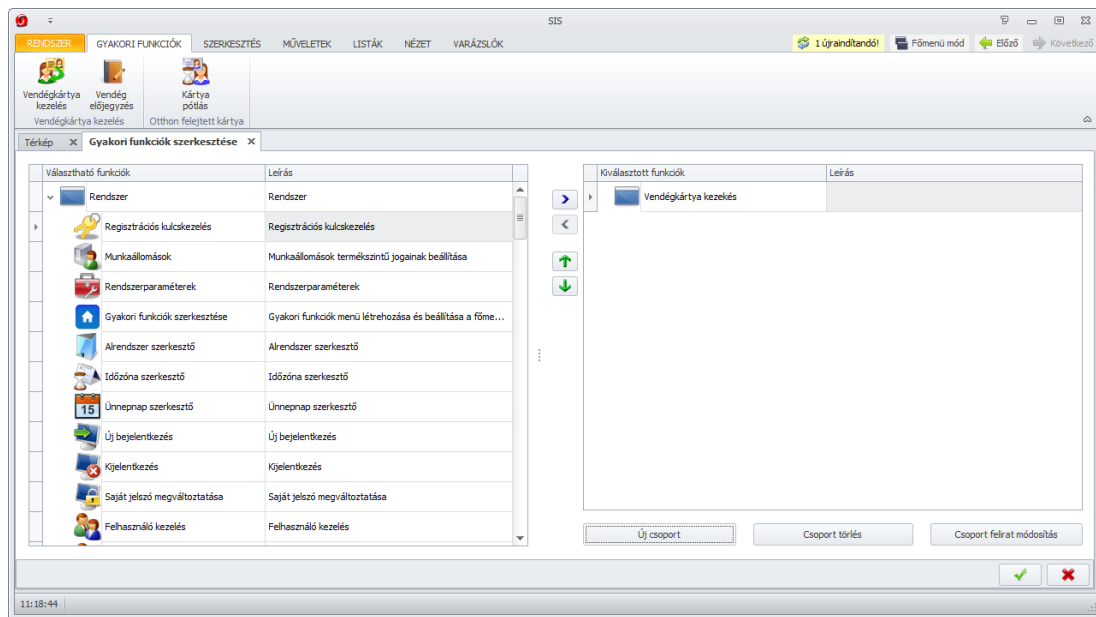 SIS
RENDSZER GYAKORI FUNKCIÓK SZERKESZTÉS MŰVELETEK LISTÁK NÉZET VARÁZSLÓK 1 újraindítandó! Főmenü mód Előző Következő
Vendégkártya kezelés
Vendég előjegyzés
Kártya pótlás
Vendégkártya kezelés Otthon felejtett kártya
Térkép X Gyakori funkciók szerkesztése X
Választható funkciók Leírás
Rendszer Rendszer
Regisztrációs kulcskezelés Regisztrációs kulcskezelés
Munkaállomások Munkaállomások termékszintű jogainak beállítása
Rendszerparaméterek Rendszerparaméterek
Gyakori funkciók szerkesztése Gyakori funkciók menü létrehozása és beállítása a főme...
Alrendszer szerkesztő Alrendszer szerkesztő
Időzóna szerkesztő Időzóna szerkesztő
15 Ünnepnap szerkesztő Ünnepnap szerkesztő
Új bejelentkezés Új bejelentkezés
Kijelentkezés Kijelentkezés
Saját jelszó megváltoztatása Saját jelszó megváltoztatása
Felhasználó kezelés Felhasználó kezelés
Kiválasztott funkciók Leírás
Vendégkártya kezekés
Új csoport Csoport törlés Csoport felirat módosítás
11:18:44